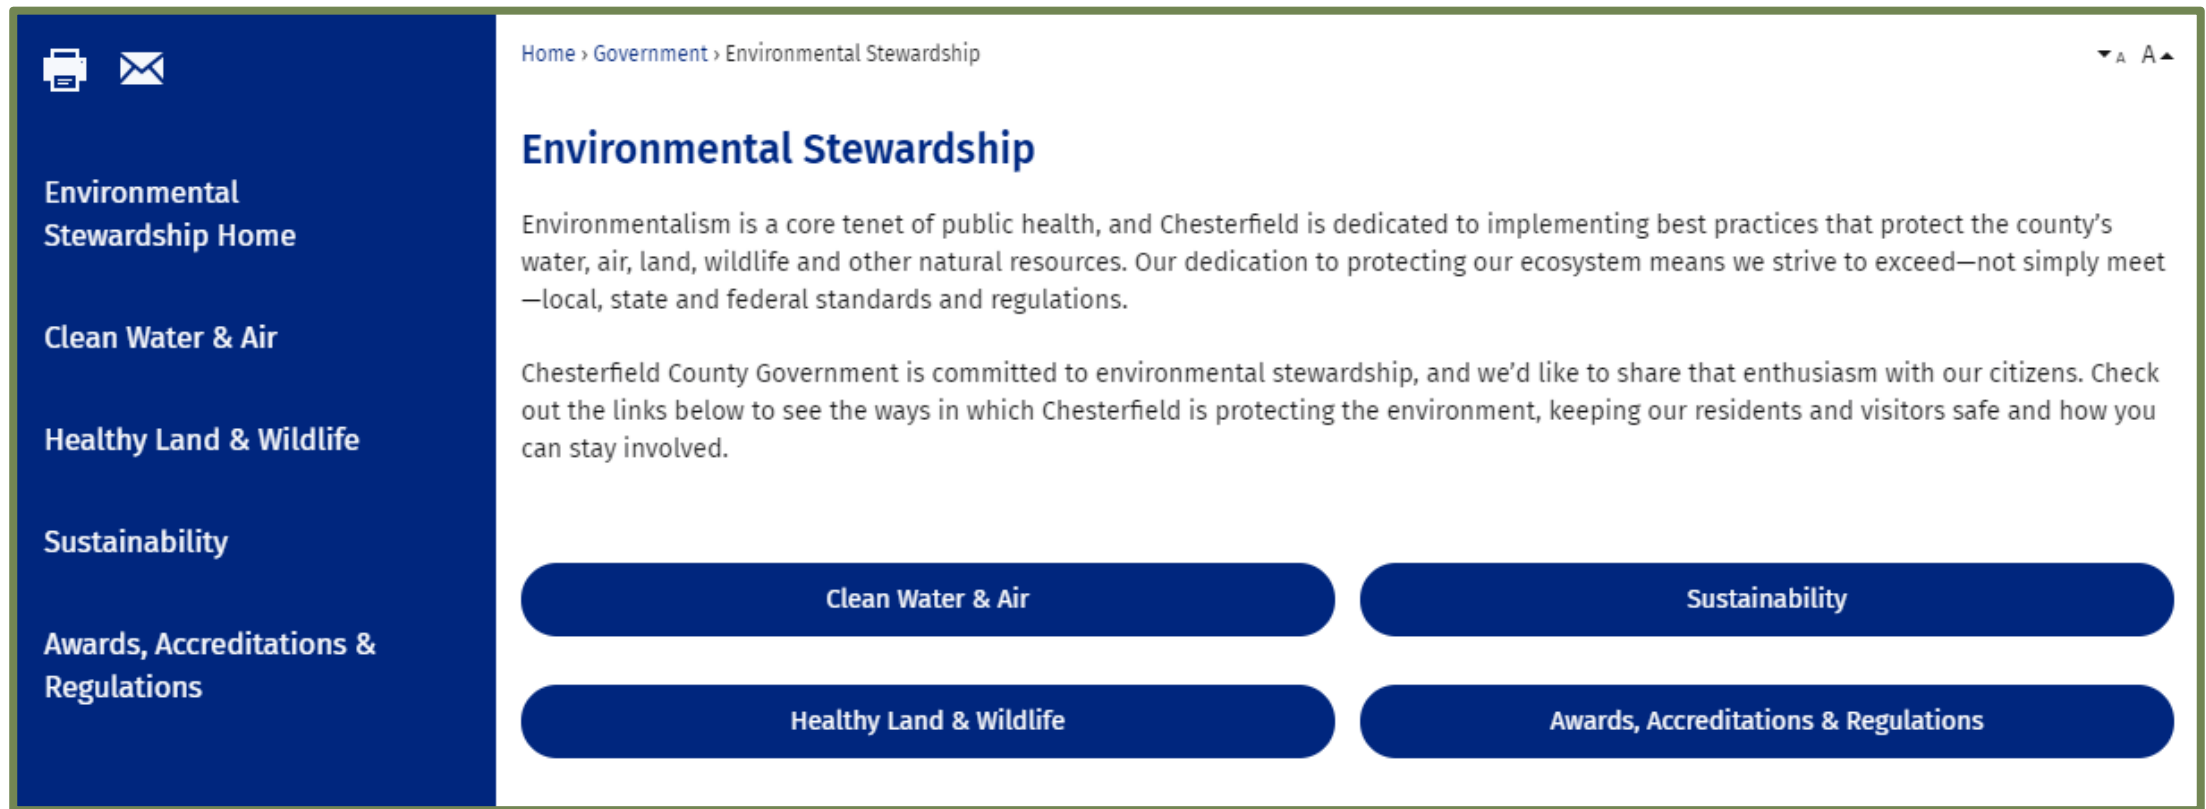 Environmental
Stewardship Home
Clean Water & Air
Healthy Land & Wildlife
Sustainability
Awards, Accreditations &
Regulations
Home › Government › Environmental Stewardship
A A
Environmental Stewardship
Environmentalism is a core tenet of public health, and Chesterfield is dedicated to implementing best practices that protect the county’s
water, air, land, wildlife and other natural resources. Our dedication to protecting our ecosystem means we strive to exceed—not simply meet
—local, state and federal standards and regulations.
Chesterfield County Government is committed to environmental stewardship, and we’d like to share that enthusiasm with our citizens. Check
out the links below to see the ways in which Chesterfield is protecting the environment, keeping our residents and visitors safe and how you
can stay involved.
Clean Water & Air
Sustainability
Healthy Land & Wildlife
Awards, Accreditations & Regulations